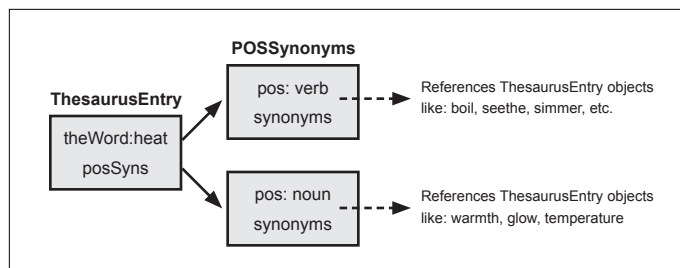 POSSynonyms
ThesaurusEntry
theWord:heat
posSyns
pos: verb
synonyms
References ThesaurusEntry objects
like: boil, seethe, simmer, etc.
pos: noun
synonyms
References ThesaurusEntry objects
like: warmth, glow, temperature